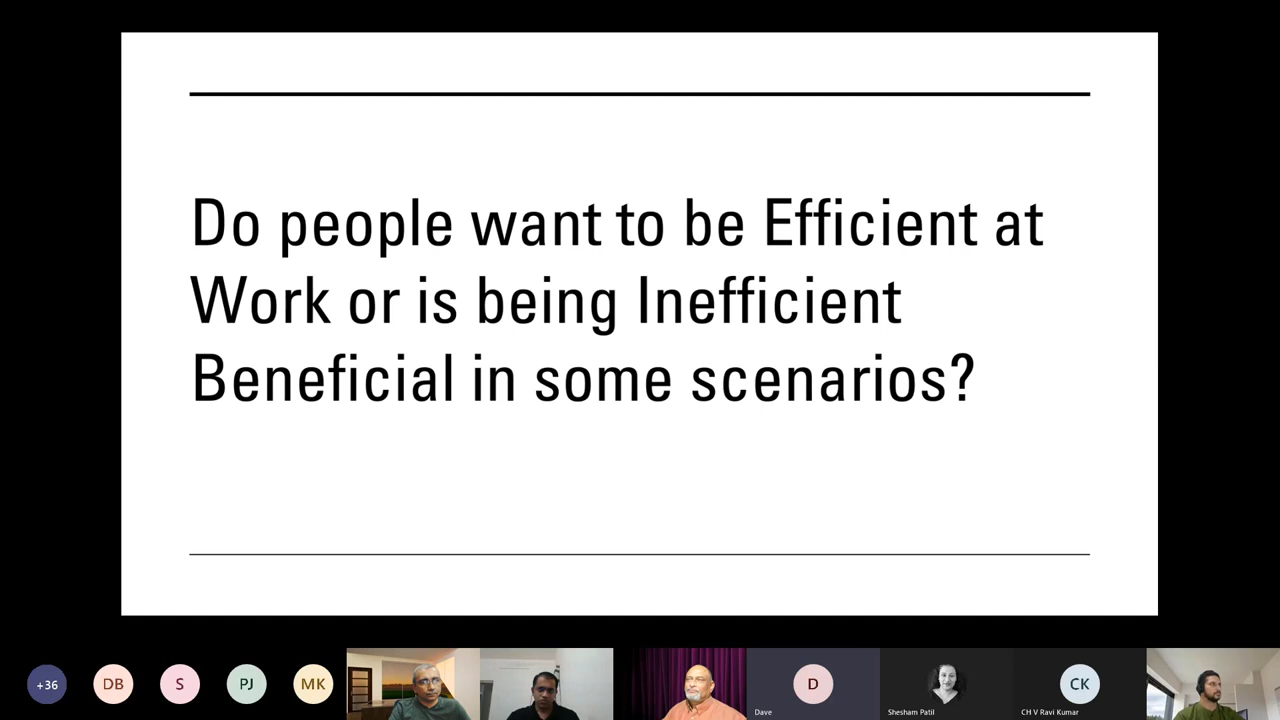 Do people want to be Efficient at
Work or is being Inefficient
Beneficial in some scenarios?
+36
DB
S
PJ
MK
D
Dave
Shesham Patil
CK
CH V Ravi Kumar